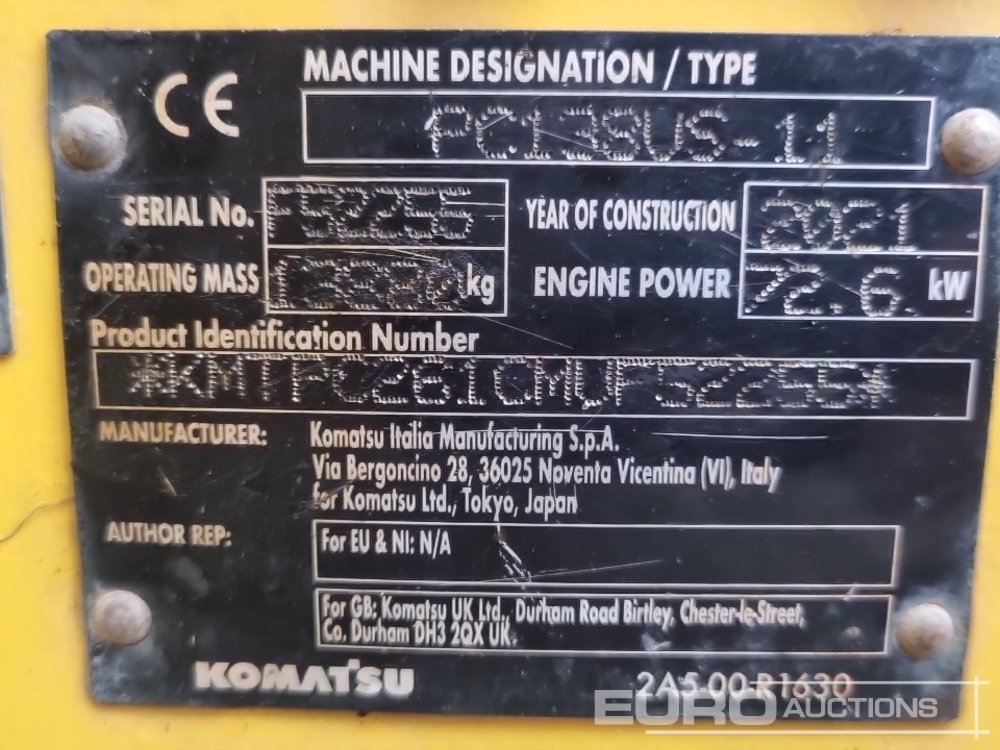 CE
MACHINE DESIGNATION / TYPE
PC138US-11
SERIAL No.
YEAR OF CONSTRUCTION 2021
OPERATING MASS kg
ENGINE POWER 72.6 kW
Product Identification Number
MANUFACTURER: Komatsu Italia Manufacturing S.p.A.
Via Bergoncino 28, 36025 Noventa Vicentina (VI), Italy
for Komatsu Ltd., Tokyo, Japan
AUTHOR REP: For EU & NI: N/A
For GB: Komatsu UK Ltd., Durham Road Birtley, Chester-le-Street,
Co. Durham DH3 2QX UK.
KOMATSU
2A5-00-R1630
EURO AUCTIONS